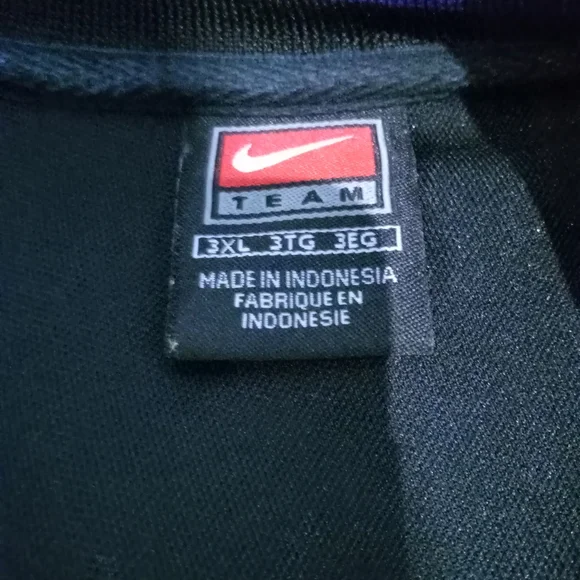 TEAM
3XL 3TG 3EG
MADE IN INDONESIA
FABRIQUE EN
INDONESIE